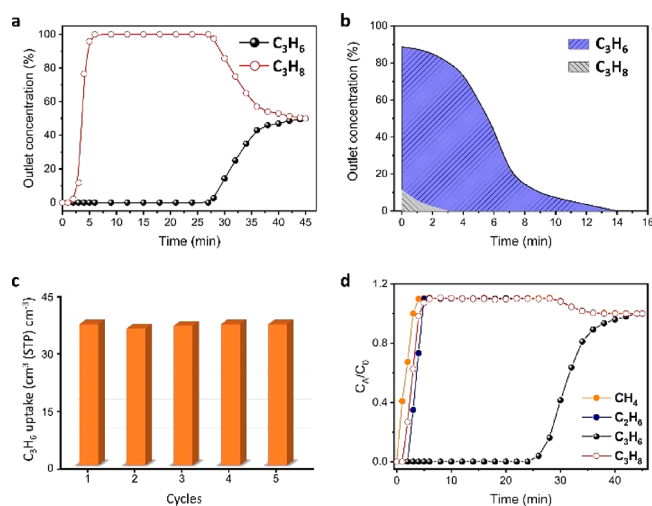 a
Outlet concentration (%)
100
80
60
40
20
0
C₃H₆
C₃H₈
0 5 10 15 20 25 30 35 40 45
Time (min)
b
Outlet concentration (%)
100
80
60
40
20
0
C₃H₆
C₃H₈
0 2 4 6 8 10 12 14 16
Time (min)
c
C₃H₆ uptake (cm³ (STP) cm⁻³)
45
30
15
0
1 2 3 4 5
Cycles
d
C_A/C_0
1.2
0.8
0.4
0.0
CH₄
C₂H₆
C₃H₆
C₃H₈
0 10 20 30 40
Time (min)